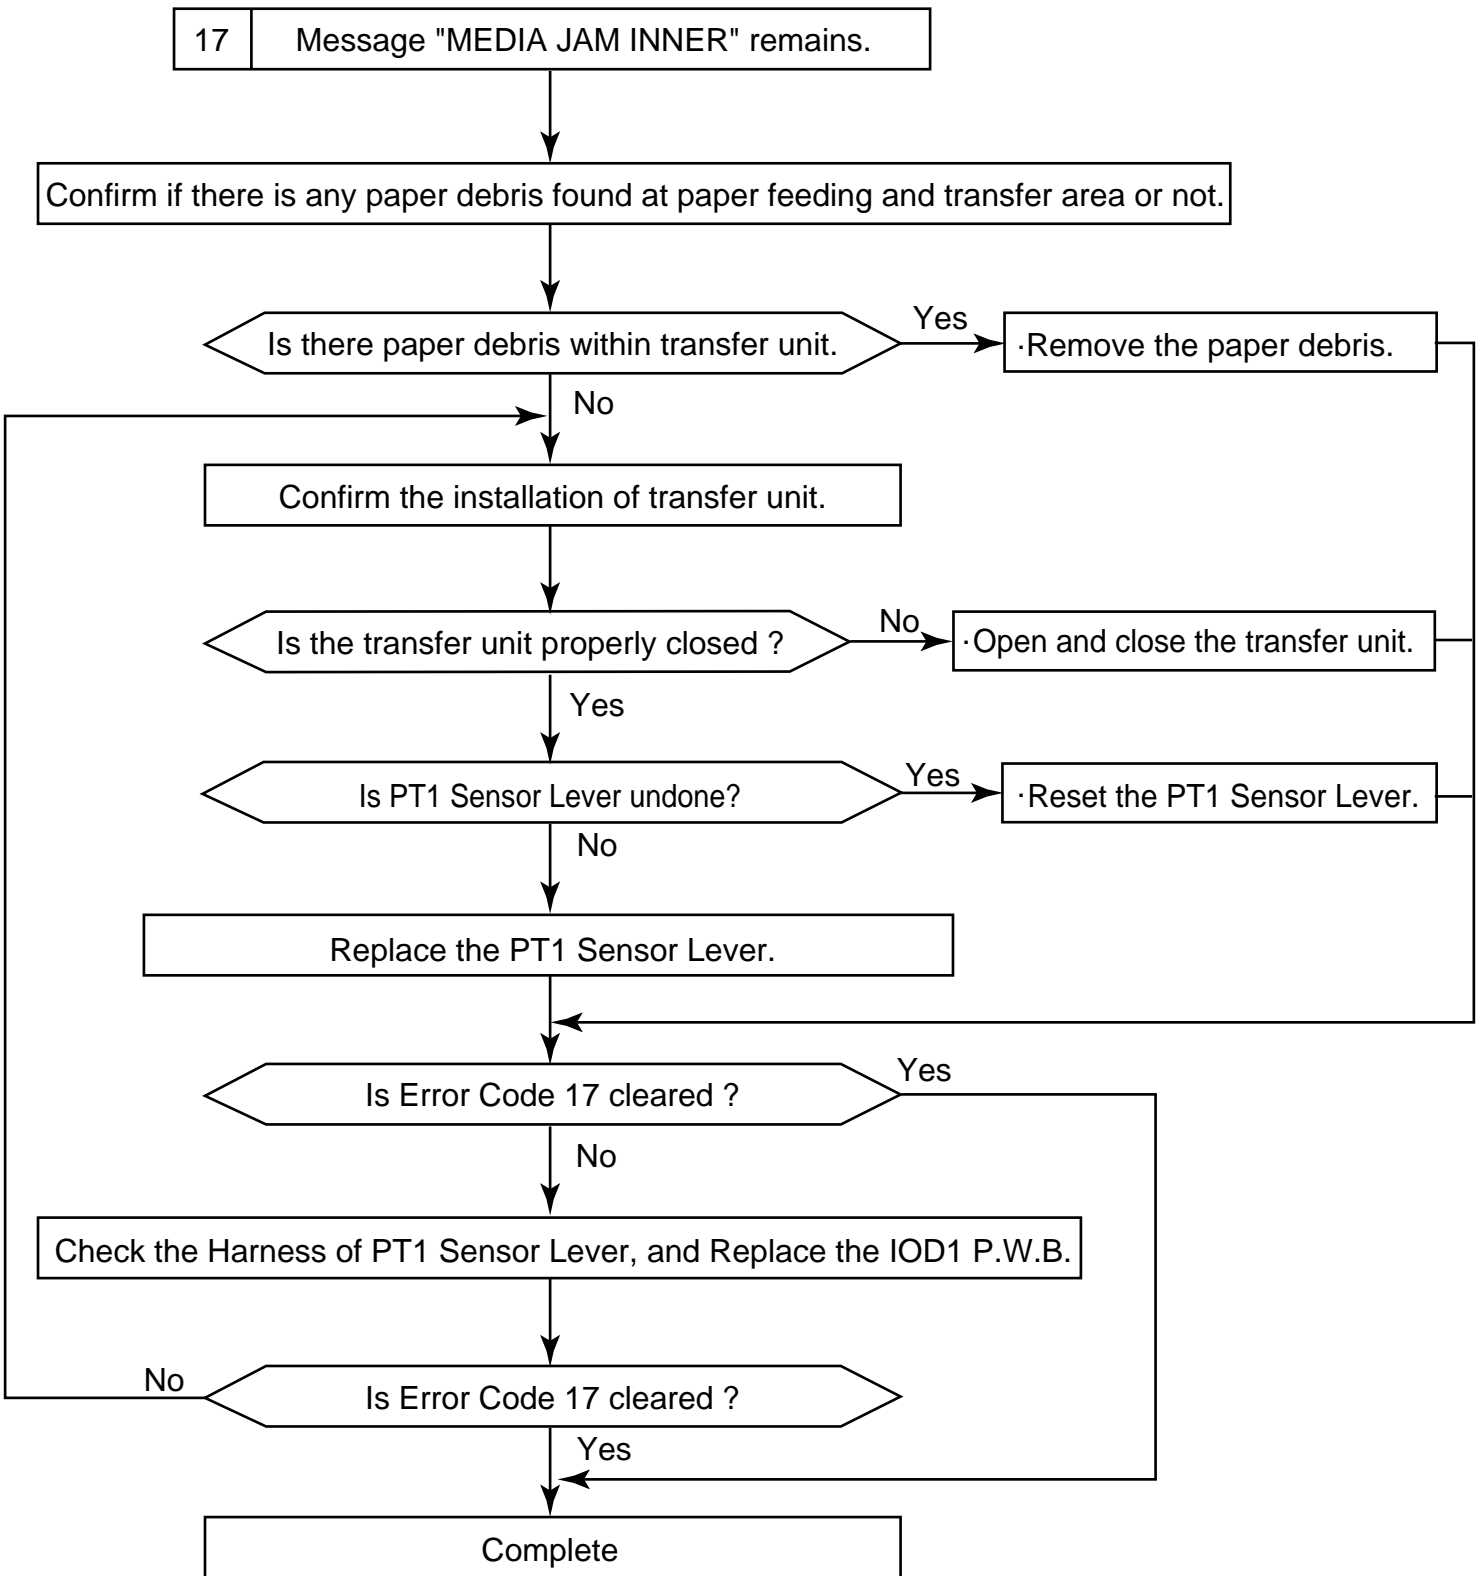 17 Message "MEDIA JAM INNER" remains.
Confirm if there is any paper debris found at paper feeding and transfer area or not.
Is there paper debris within transfer unit.
Yes
·Remove the paper debris.
No
Confirm the installation of transfer unit.
Is the transfer unit properly closed ?
No
·Open and close the transfer unit.
Yes
Is PT1 Sensor Lever undone?
Yes
·Reset the PT1 Sensor Lever.
No
Replace the PT1 Sensor Lever.
Is Error Code 17 cleared ?
Yes
No
Check the Harness of PT1 Sensor Lever, and Replace the IOD1 P.W.B.
No
Is Error Code 17 cleared ?
Yes
Complete